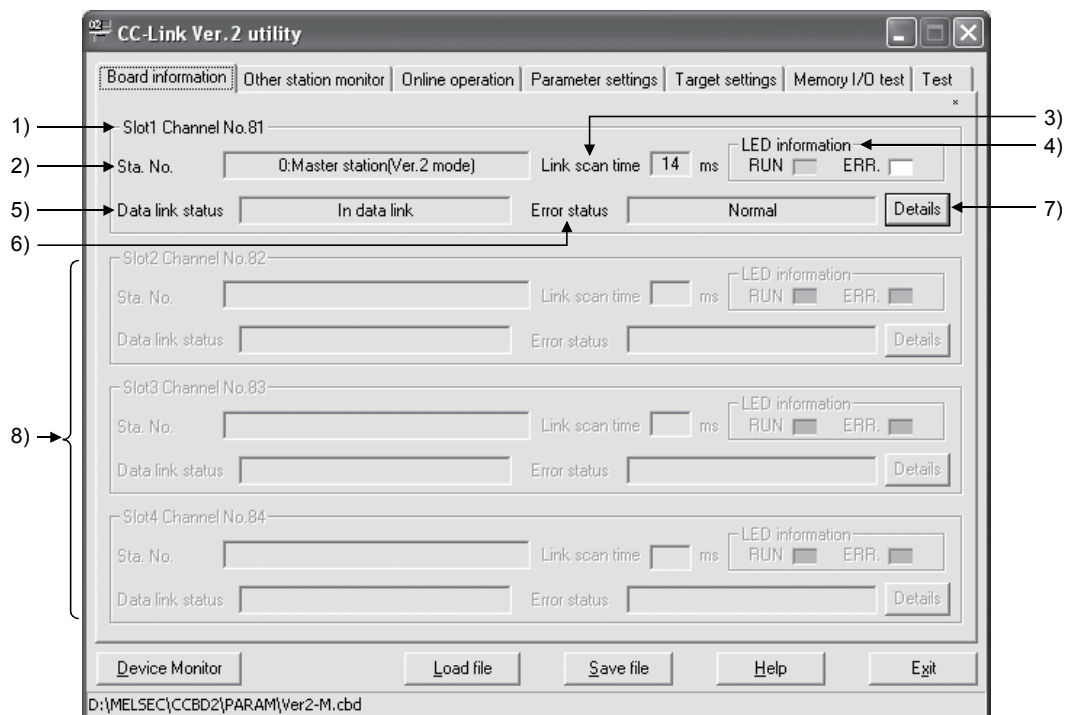 CC-Link Ver.2 utility
Board information Other station monitor Online operation Parameter settings Target settings Memory I/O test Test
1) Slot1 Channel No.81 3)
2) Sta. No. 0:Master station(Ver.2 mode) Link scan time 14 ms LED information RUN ERR. 4)
5) Data link status In data link Error status Normal Details 7)
6)
8)
Slot2 Channel No.82
Sta. No. Link scan time ms LED information RUN ERR.
Data link status Error status Details
Slot3 Channel No.83
Sta. No. Link scan time ms LED information RUN ERR.
Data link status Error status Details
Slot4 Channel No.84
Sta. No. Link scan time ms LED information RUN ERR.
Data link status Error status Details
Device Monitor Load file Save file Help Exit
D:\MELSEC\CCBD2\PARAM\Ver2-M.cbd